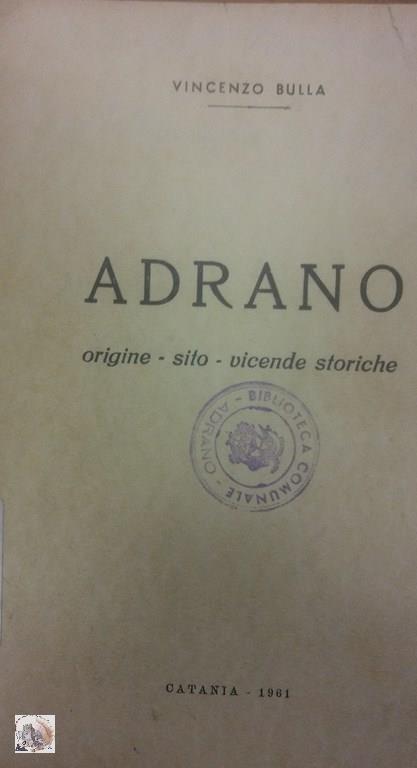 VINCENZO BULLA
ADRANO
origine - sito - vicende storiche
BIBLIOTECA COMUNALE - ADRANO -
CATANIA - 1961